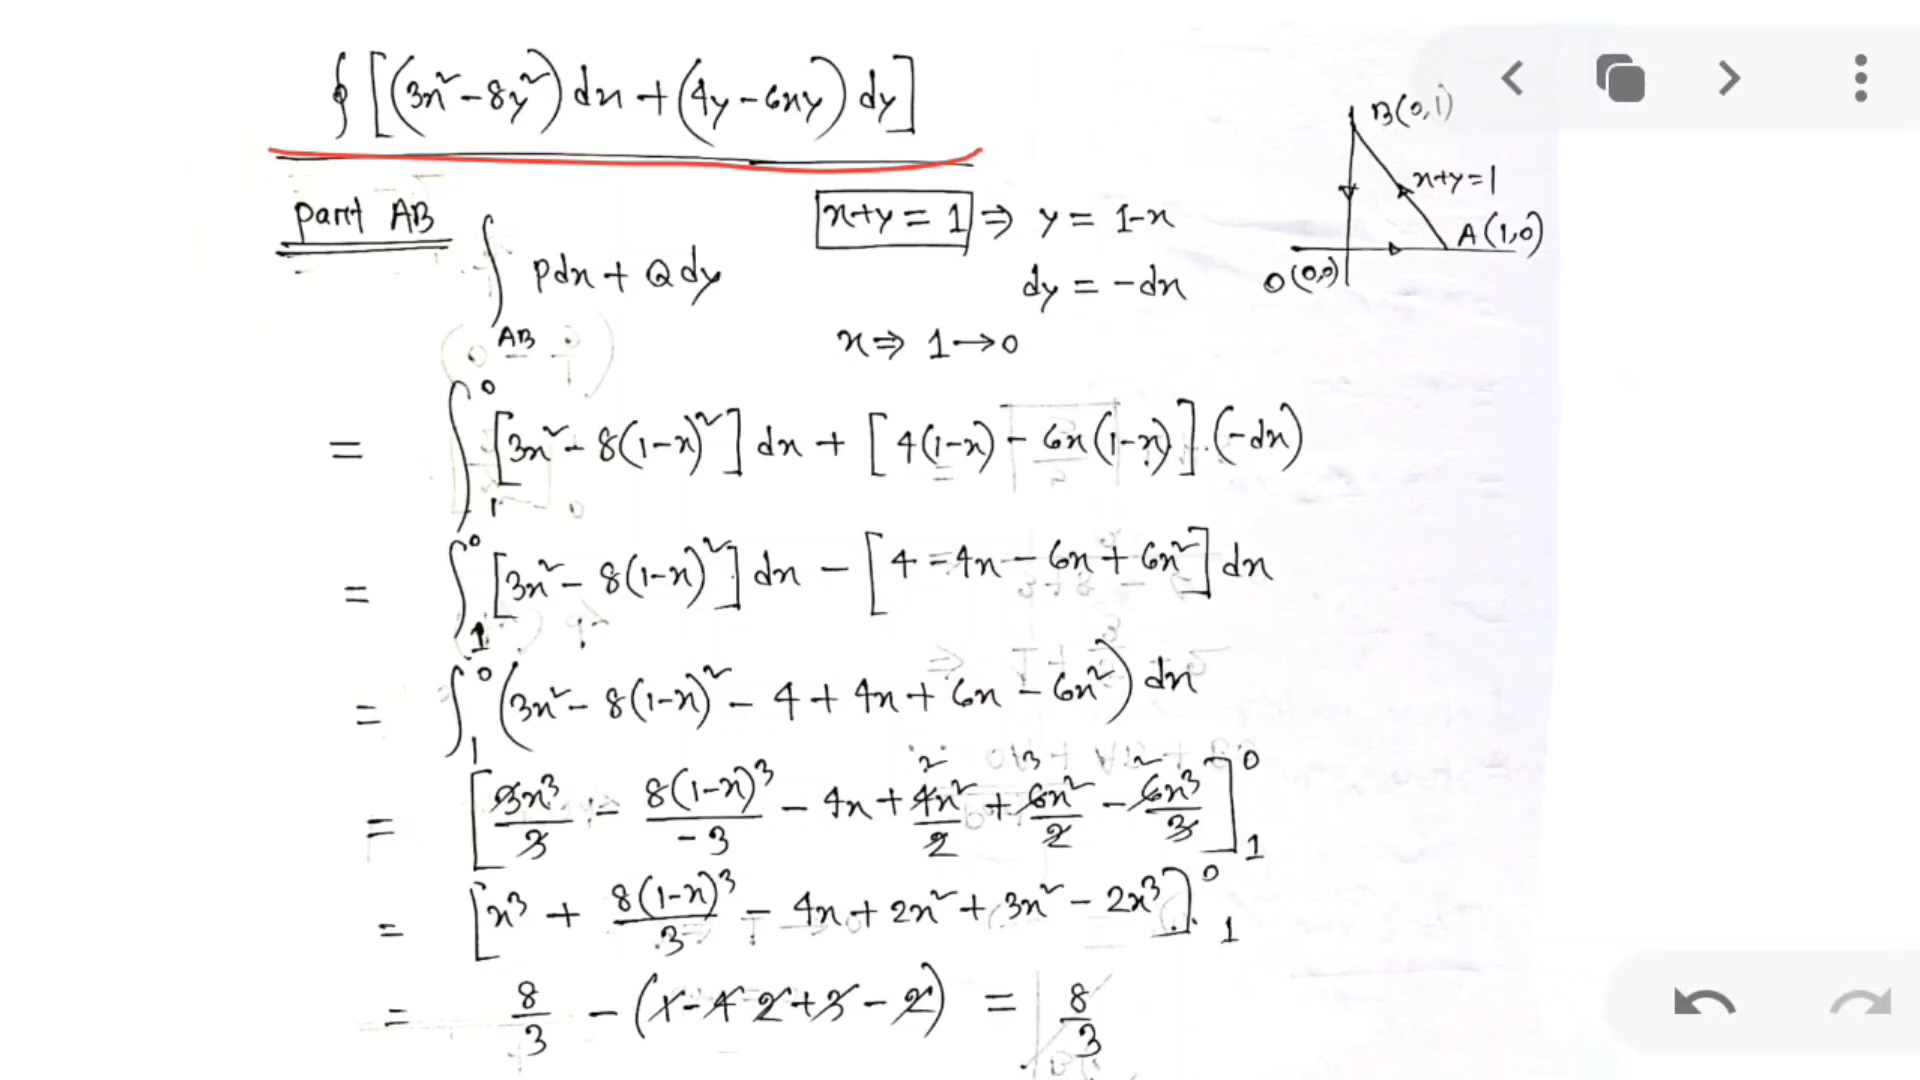 ∮ [(3x² - 8y²) dx + (4y - 6xy) dy]
B(0,1)
x+y=1
A(1,0)
O(0,0)
part AB
∫_AB Pdx + Qdy
x+y = 1 ⇒ y = 1-x
dy = -dx
x ⇒ 1→0
= ∫₁⁰ [3x² - 8(1-x)²] dx + [4(1-x) - 6x(1-x)] (-dx)
= ∫₁⁰ [3x² - 8(1-x)²] dx - [4 - 4x - 6x + 6x²] dx
= ∫₁⁰ (3x² - 8(1-x)² - 4 + 4x + 6x - 6x²) dx
= [3x³/3 - 8(1-x)³/-3 - 4x + 4x²/2 + 6x²/2 - 6x³/3]₁⁰
= [x³ + 8(1-x)³/3 - 4x + 2x² + 3x² - 2x³]₁⁰
= 8/3 - (1 - 4 2 + 3 - 2) = 8/3